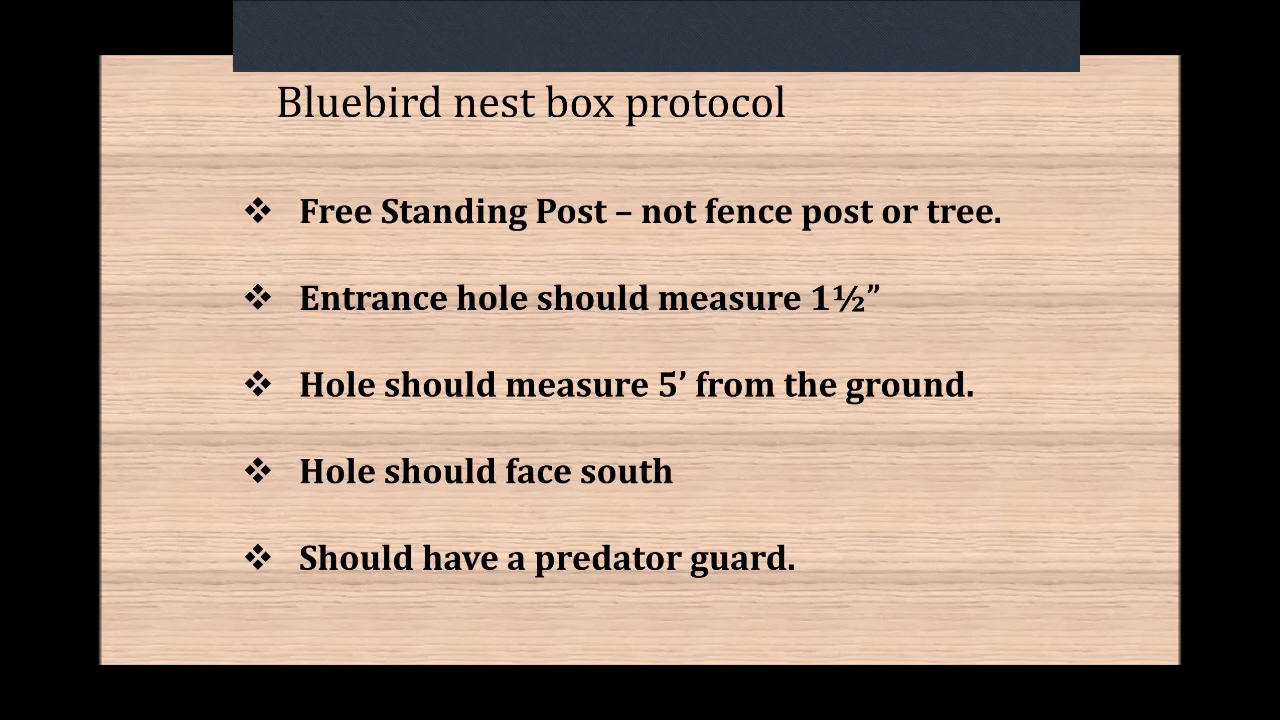 Bluebird nest box protocol
❖ Free Standing Post – not fence post or tree.
❖ Entrance hole should measure 1½”
❖ Hole should measure 5’ from the ground.
❖ Hole should face south
❖ Should have a predator guard.